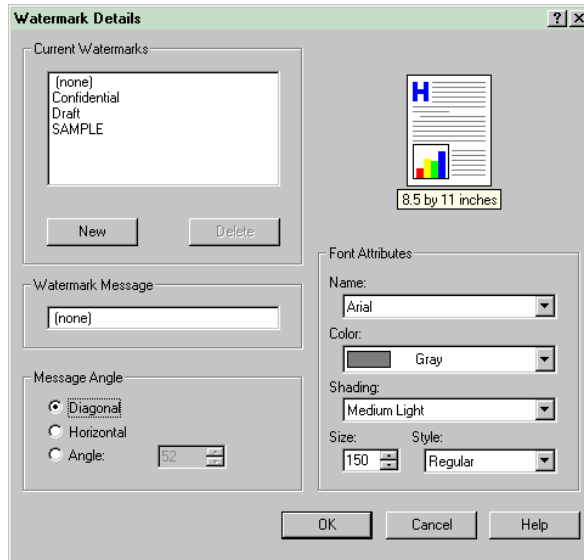 Watermark Details
Current Watermarks
(none)
Confidential
Draft
SAMPLE
New
Delete
Watermark Message
(none)
Message Angle
Diagonal
Horizontal
Angle:
52
H
8.5 by 11 inches
Font Attributes
Name:
Arial
Color:
Gray
Shading:
Medium Light
Size: Style:
150 Regular
OK Cancel Help